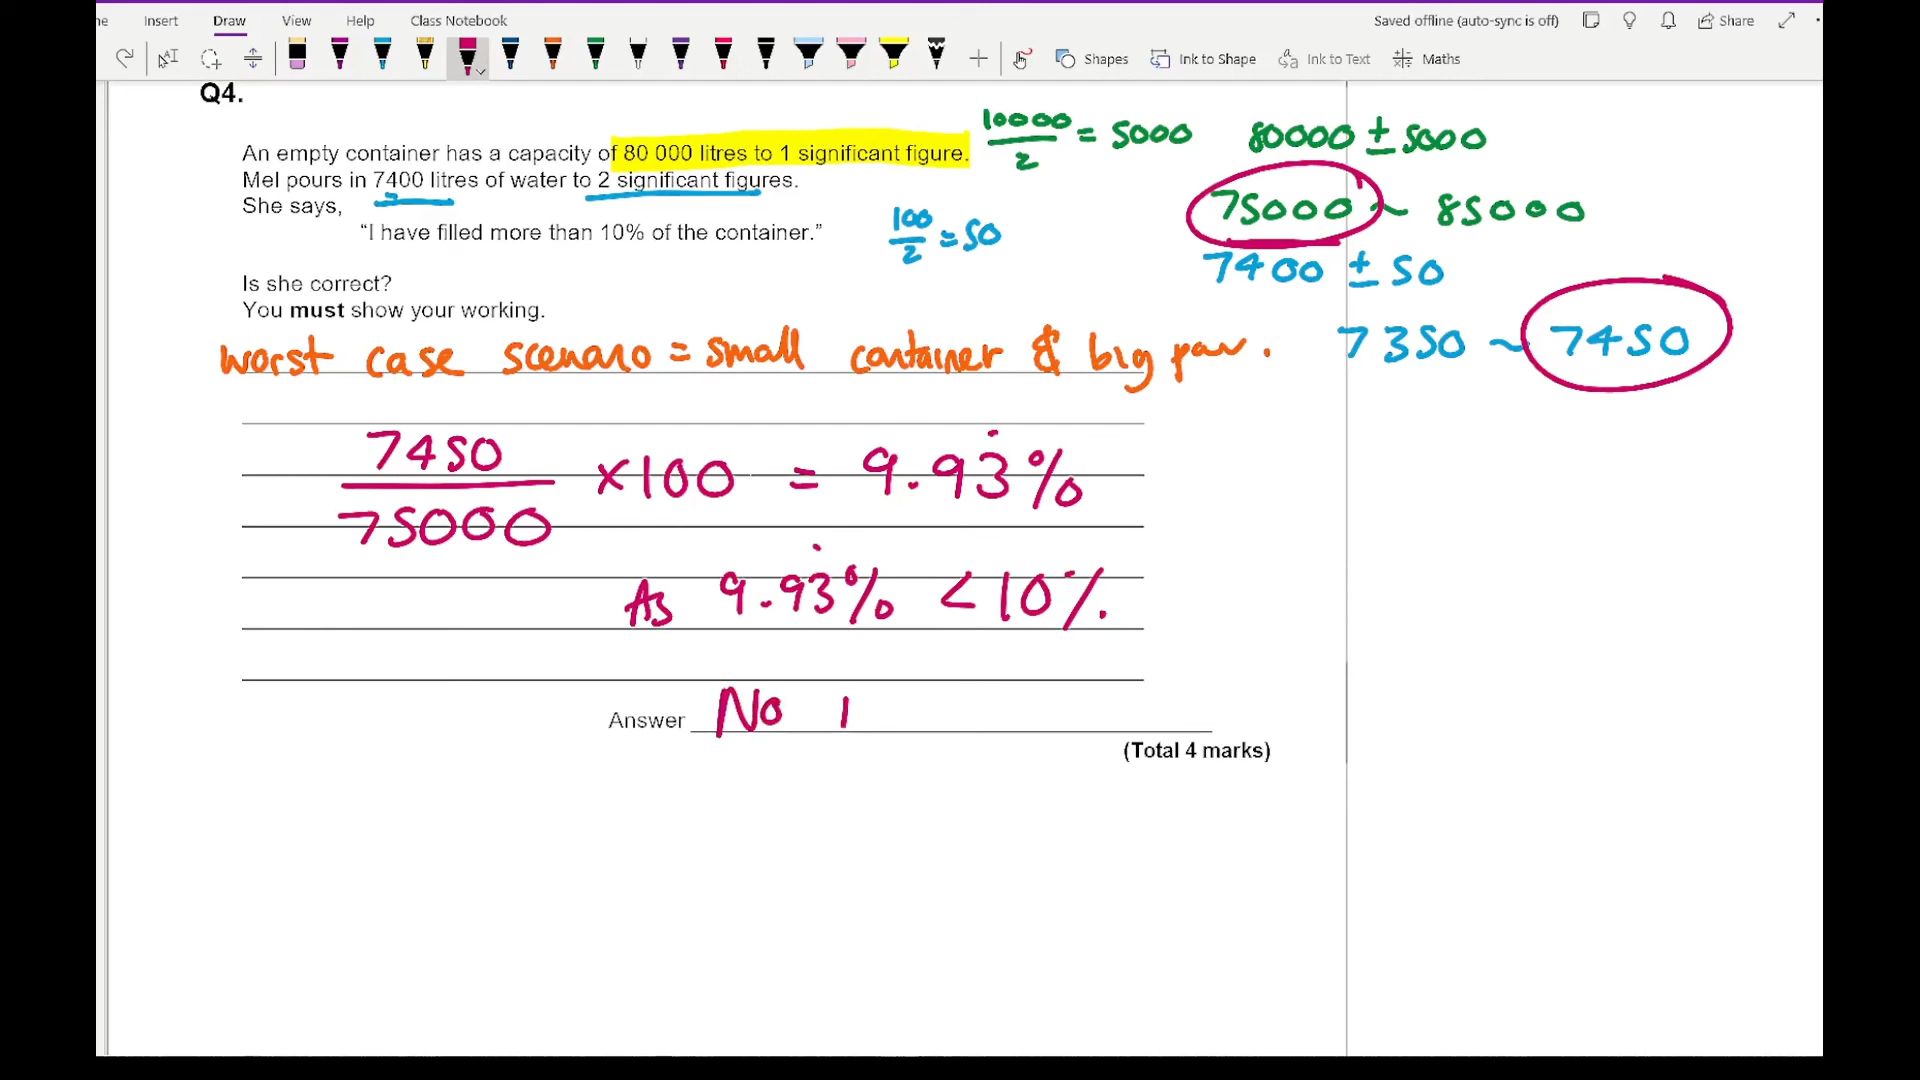 Insert Draw View Help Class Notebook Saved offline (auto-sync is off) Share
Shapes Ink to Shape Ink to Text Maths
Q4.
An empty container has a capacity of 80 000 litres to 1 significant figure.
10000/2 = 5000
80000 ± 5000
Mel pours in 7400 litres of water to 2 significant figures.
75000 ~ 85000
She says,
"I have filled more than 10% of the container."
100/2 = 50
7400 ± 50
Is she correct?
You must show your working.
7350 ~ 7450
worst case scenario = small container &
big
7450/75000 × 100 = 9.93̇%
As 9.93̇% < 10%.
Answer No
(Total 4 marks)